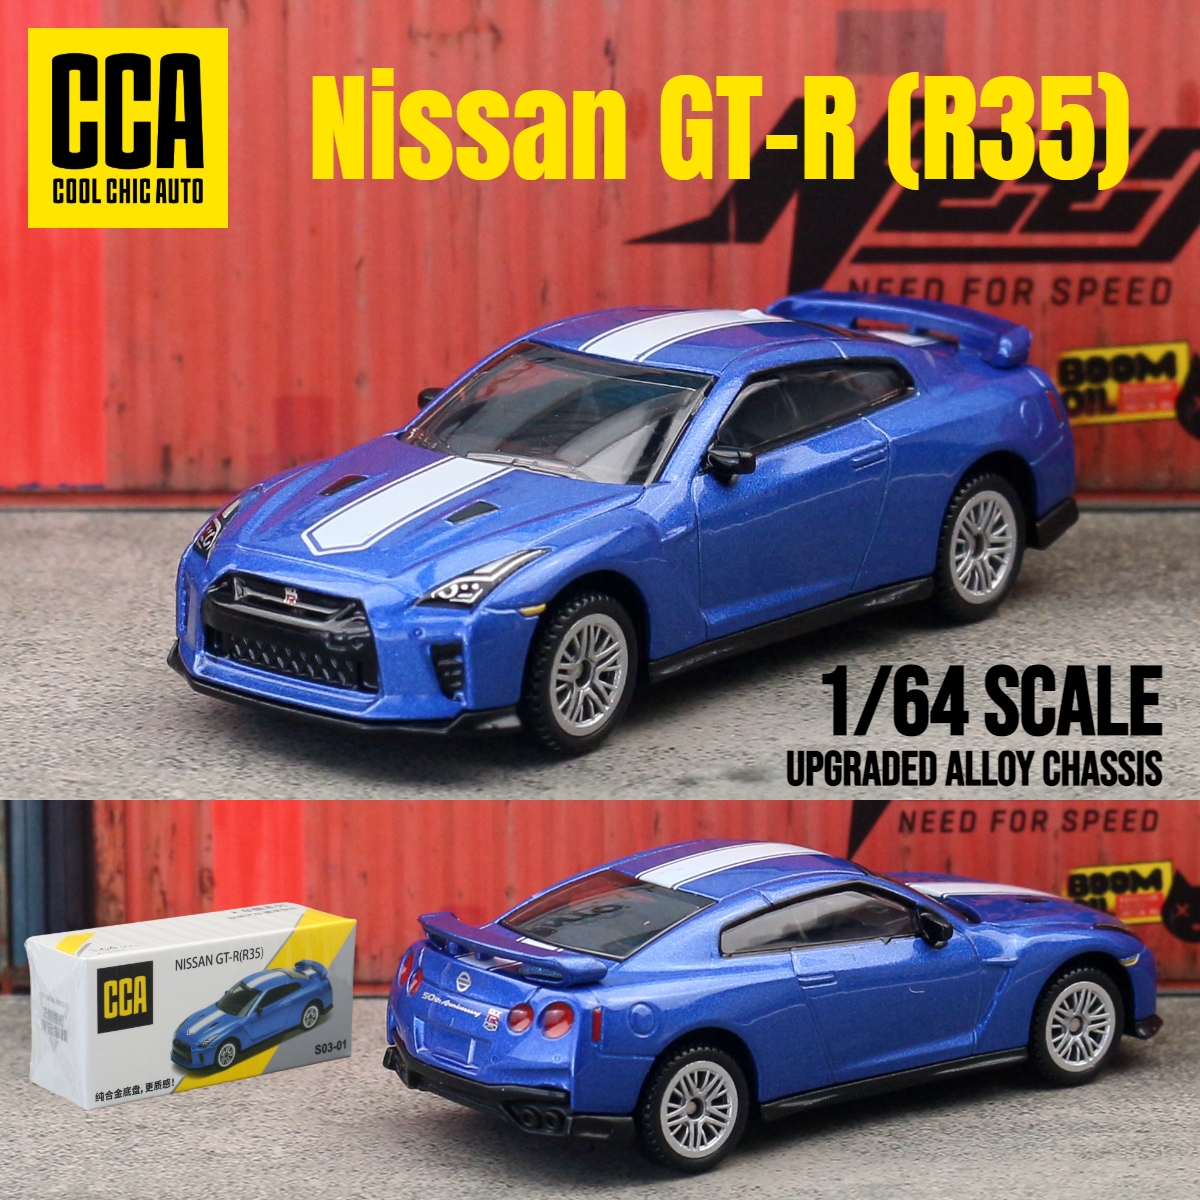 CCA
COOL CHIC AUTO
Nissan GT-R (R35)
NEED FOR SPEED
BOOM
OIL
1/64 SCALE
UPGRADED ALLOY CHASSIS
NEED FOR SPEED
BOOM
NISSAN GT-R(R35)
CCA
S03-01
纯合金底盘,更质感!
50th Anniversary